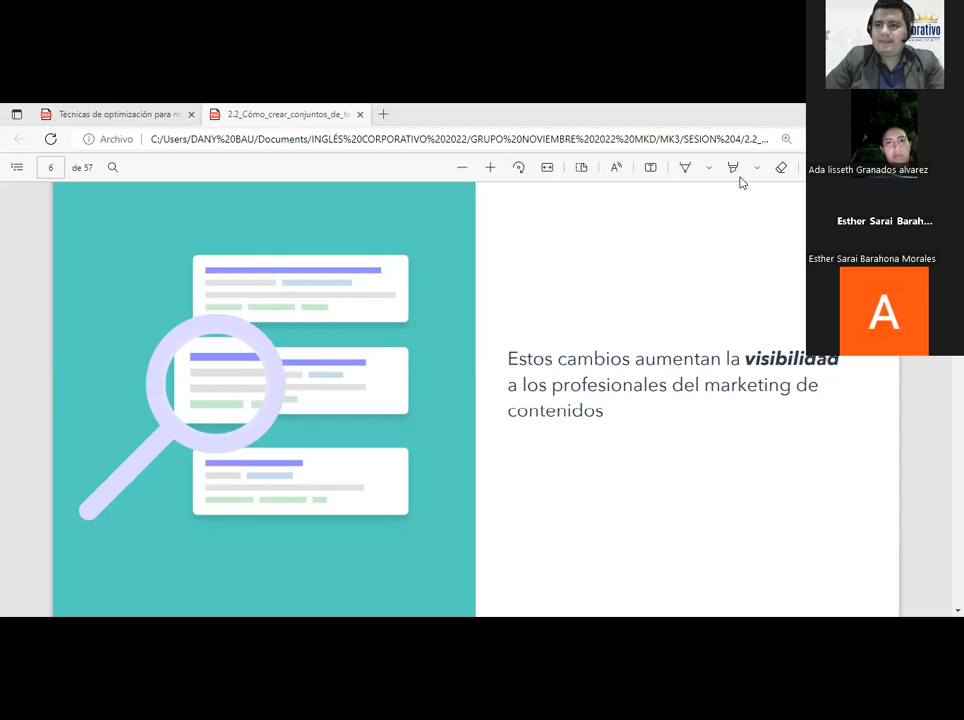 orativo
Técnicas de optimización para m
2.2_Cómo_crear_conjuntos_de_t
Archivo
C:/Users/DANY%20BAU/Documents/INGLÉS%20CORPORATIVO%202022/GRUPO%20NOVIEMBRE%202022%20MKD/MK3/SESION%204/2.2_...
6 de 57
Ada lisseth Granados alvarez
Esther Sarai Barah...
Esther Sarai Barahona Morales
A
Estos cambios aumentan la visibilidad
a los profesionales del marketing de
contenidos